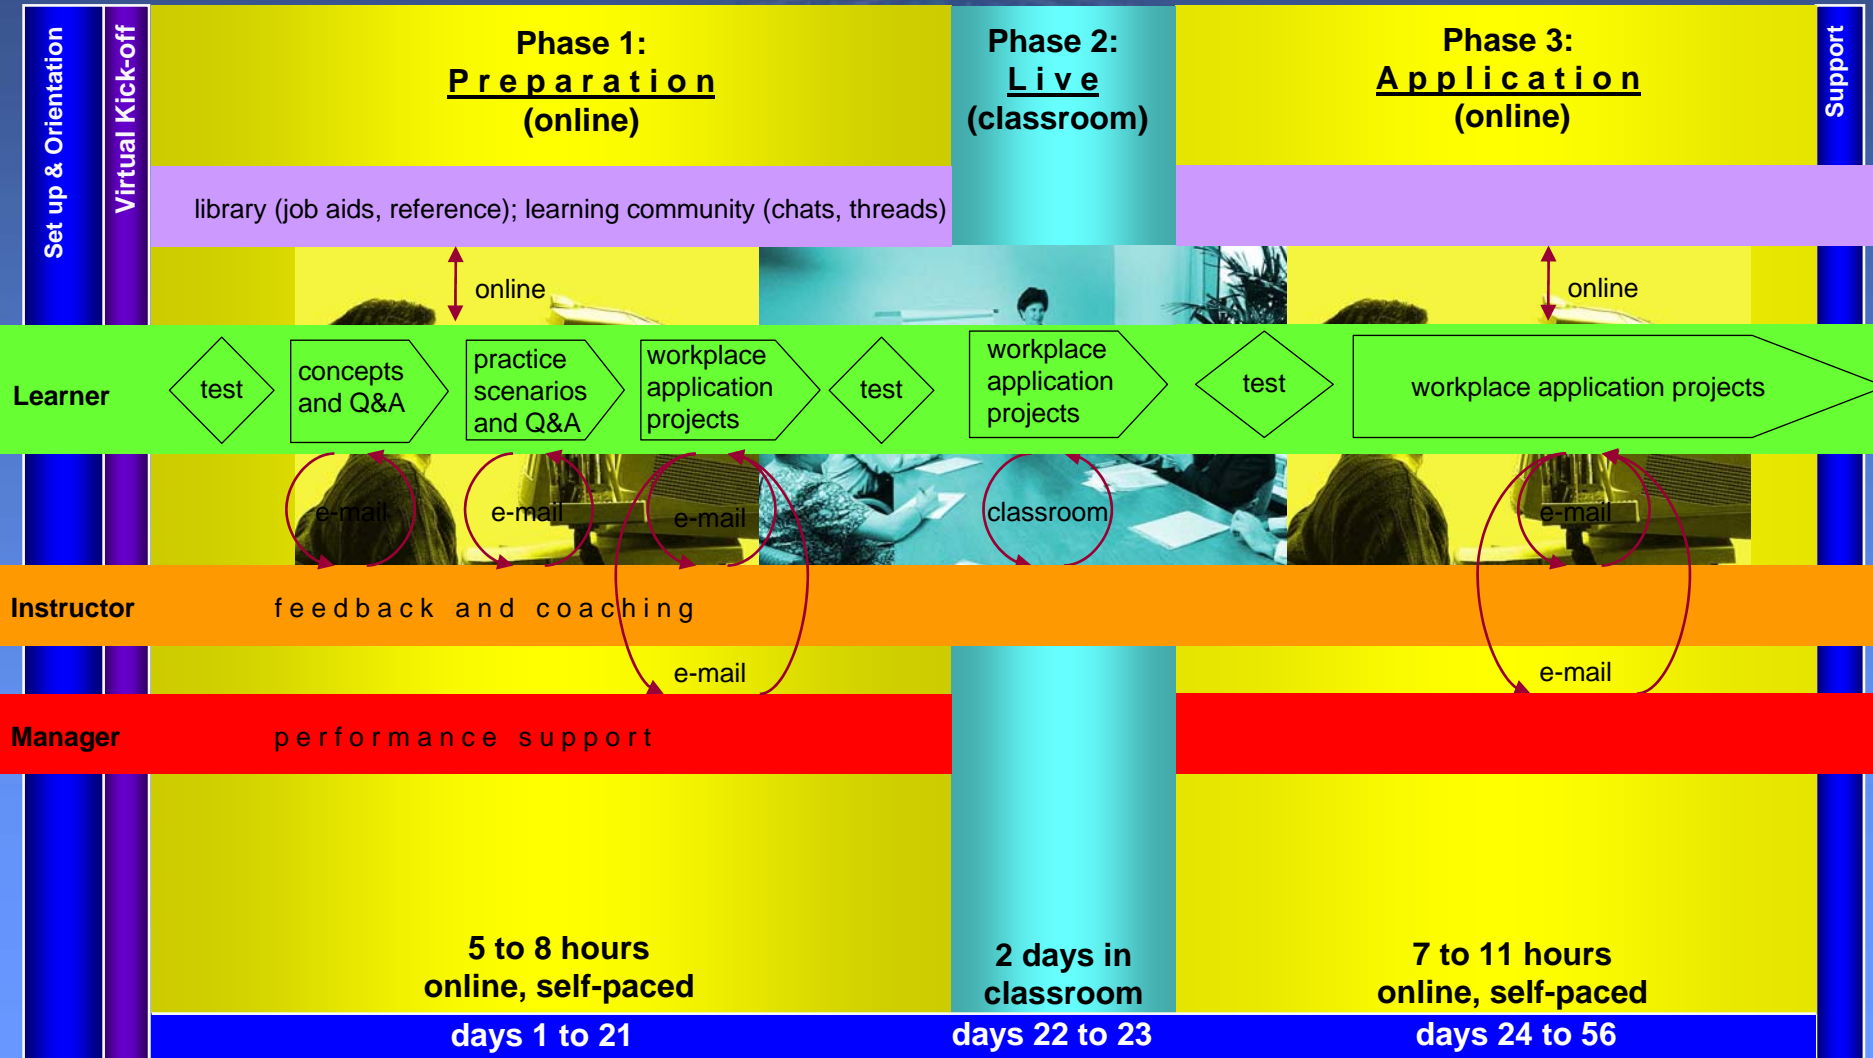 Set up & Orientation
Virtual Kick-off
Phase 1:
Preparation
(online)
Phase 2:
Live
(classroom)
Phase 3:
Application
(online)
Support
library (job aids, reference); learning community (chats, threads)
online
online
Learner
test
concepts
and Q&A
practice
scenarios
and Q&A
workplace
application
projects
test
workplace
application
projects
test
workplace application projects
e-mail
e-mail
e-mail
classroom
e-mail
Instructor
feedback and coaching
e-mail
e-mail
Manager
performance support
5 to 8 hours
online, self-paced
2 days in
classroom
7 to 11 hours
online, self-paced
days 1 to 21
days 22 to 23
days 24 to 56